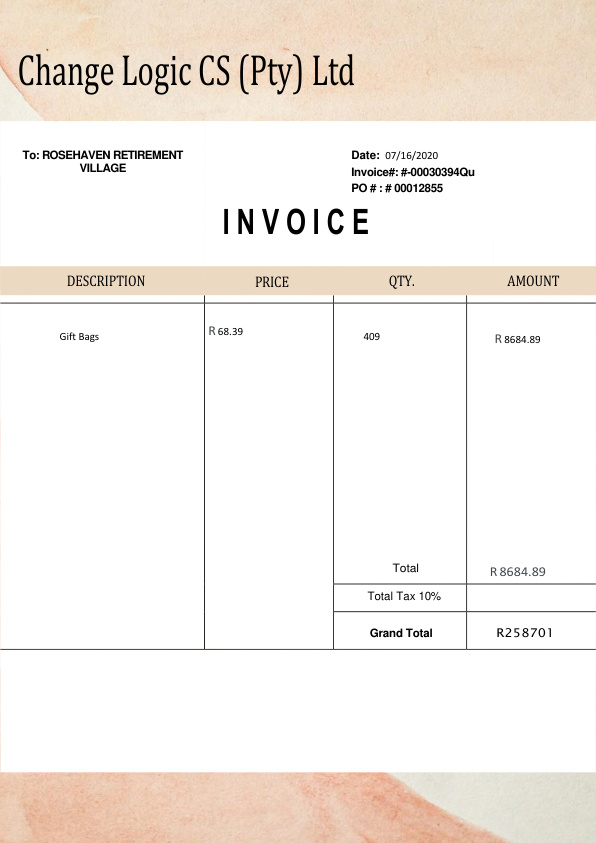 Change Logic CS (Pty) Ltd
To: ROSEHAVEN RETIREMENT
VILLAGE
Date: 07/16/2020
Invoice#: #-00030394Qu
PO # : # 00012855
INVOICE
DESCRIPTION PRICE QTY. AMOUNT
Gift Bags R 68.39 409 R 8684.89
Total R 8684.89
Total Tax 10%
Grand Total R258701